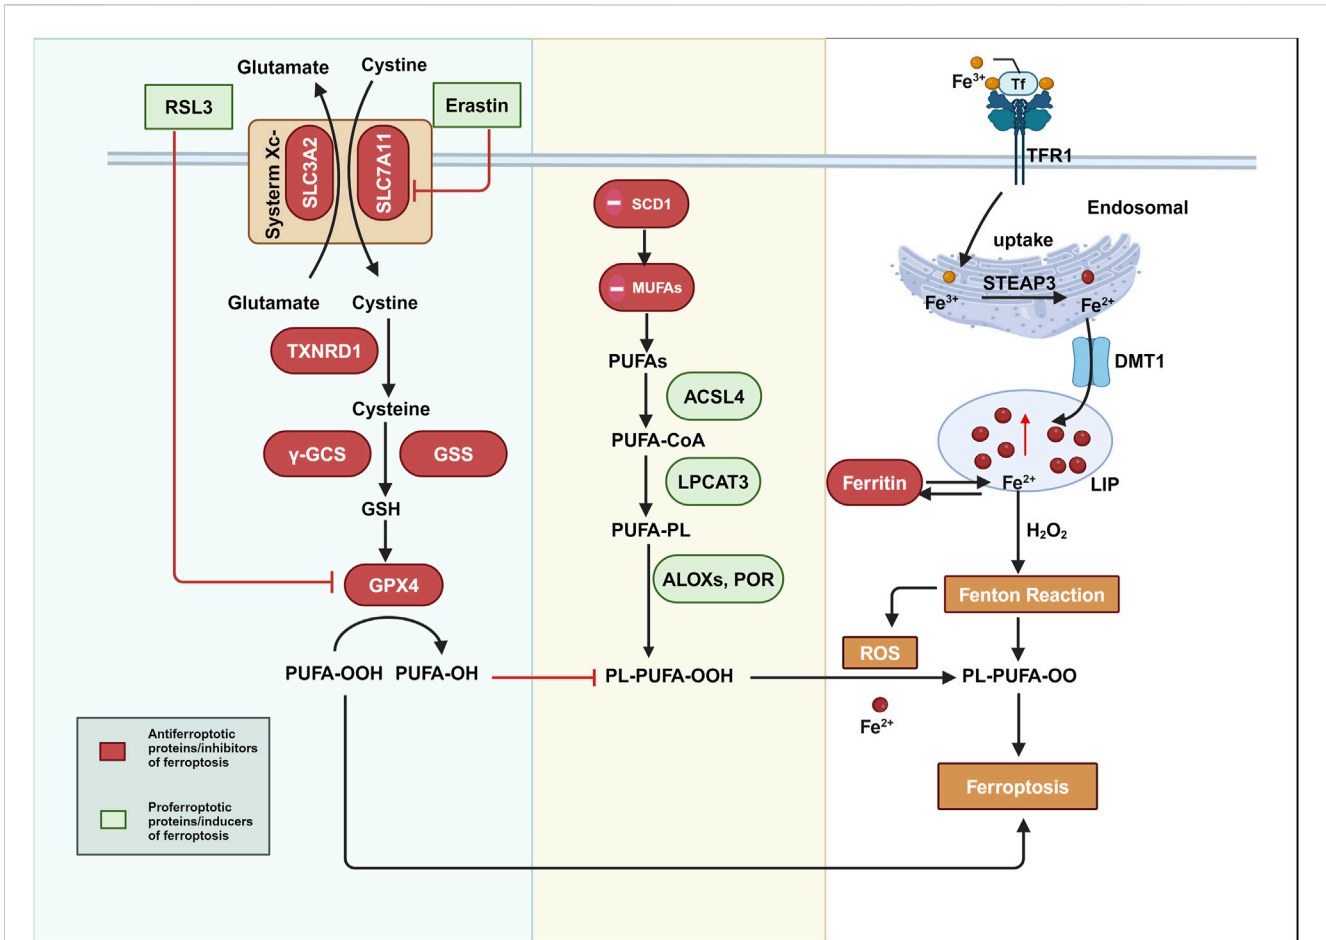 Glutamate
Cystine
RSL3
Erastin
Systerm Xc-
SLC3A2
SLC7A11
Glutamate
Cystine
TXNRD1
Cysteine
γ-GCS
GSS
GSH
GPX4
PUFA-OOH
PUFA-OH
Antiferroptotic
proteins/inhibitors
of ferroptosis
Proferroptotic
proteins/inducers
of ferroptosis
SCD1
MUFAs
PUFAs
ACSL4
PUFA-CoA
LPCAT3
PUFA-PL
ALOXs, POR
PL-PUFA-OOH
Fe³⁺
Tf
TFR1
Endosomal
uptake
STEAP3
Fe³⁺
Fe²⁺
DMT1
LIP
Ferritin
Fe²⁺
H₂O₂
Fenton Reaction
ROS
PL-PUFA-OO
Fe²⁺
Ferroptosis